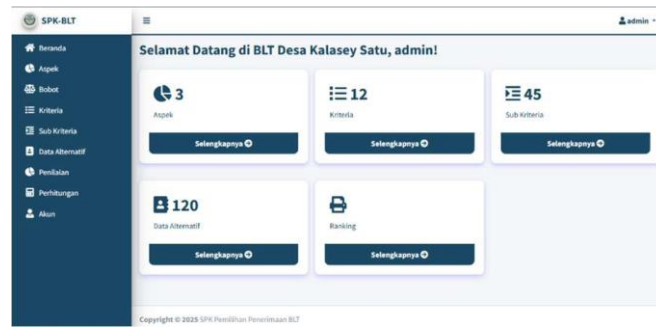 SPK-BLT
admin
Beranda
Aspek
Bobot
Kriteria
Sub Kriteria
Data Alternatif
Penilaian
Perhitungan
Akun
Selamat Datang di BLT Desa Kalasey Satu, admin!
3
Aspek
Selengkapnya
12
Kriteria
Selengkapnya
45
Sub Kriteria
Selengkapnya
120
Data Alternatif
Selengkapnya
Ranking
Selengkapnya
Copyright © 2025 SPK Pemilihan Penerimaan BLT